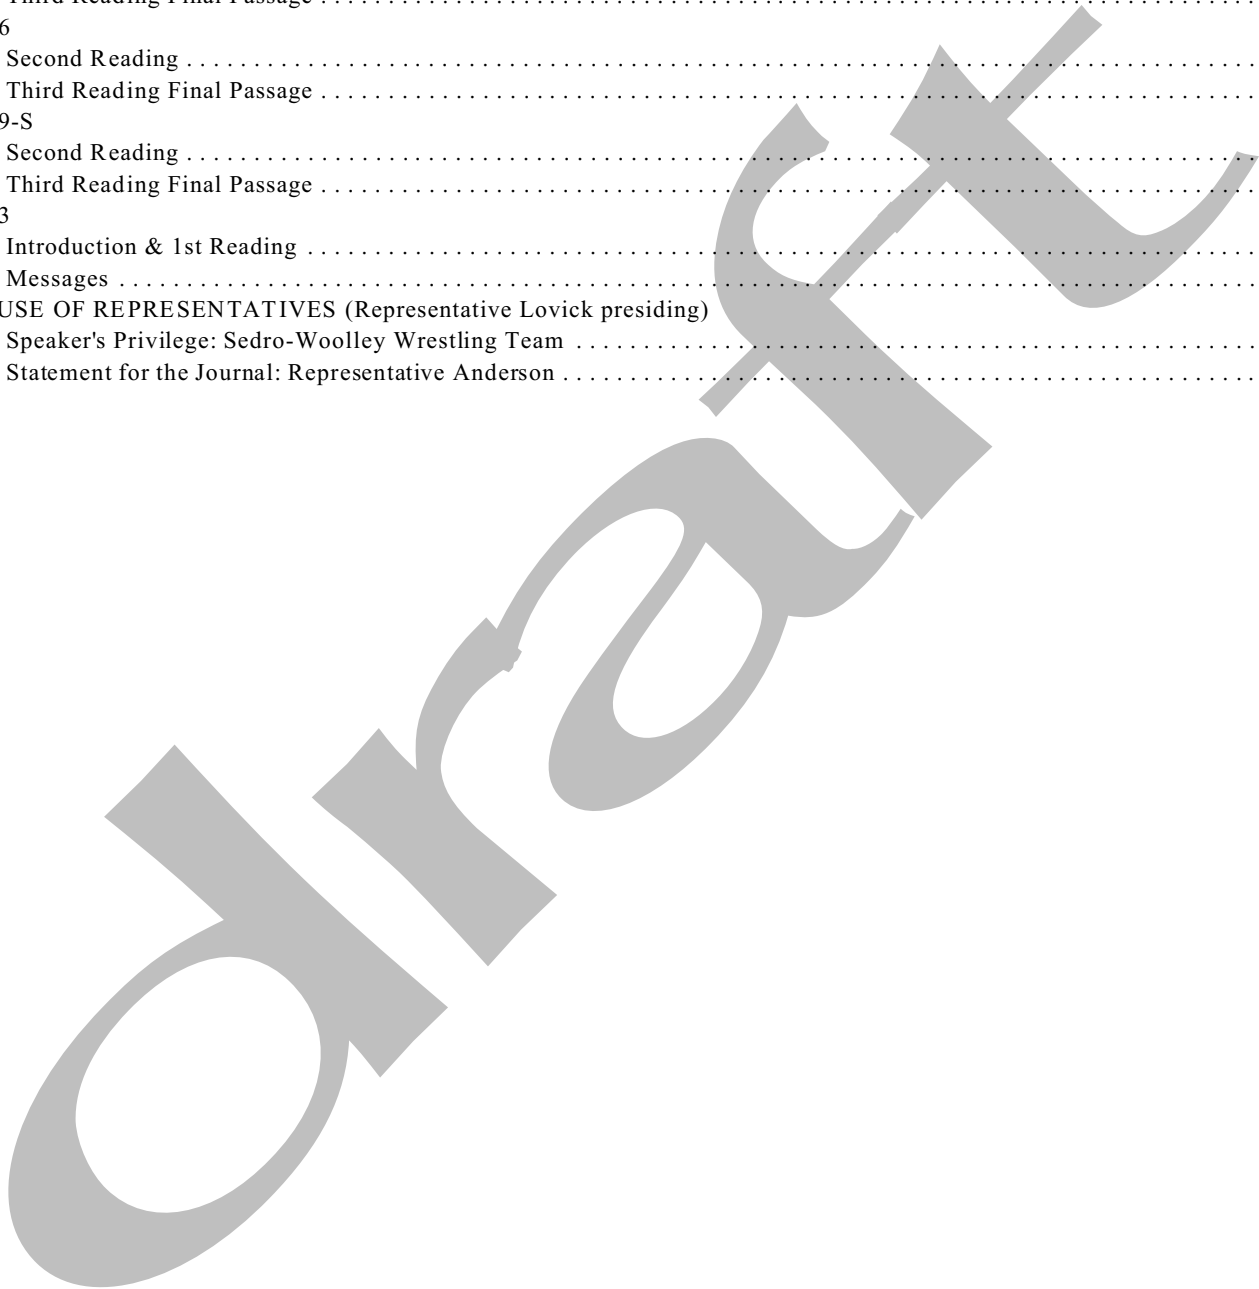 Third Reading Final Passage . . . . . . . . . . . . . . . . . . . . . . . . . . . . . . . . . . . . . . . . . . . . . . . . . . . . . . . . . . . . . . . . . . . . . .
6
Second Reading . . . . . . . . . . . . . . . . . . . . . . . . . . . . . . . . . . . . . . . . . . . . . . . . . . . . . . . . . . . . . . . . . . . . . . . . . . . . . . . .
Third Reading Final Passage . . . . . . . . . . . . . . . . . . . . . . . . . . . . . . . . . . . . . . . . . . . . . . . . . . . . . . . . . . . . . . . . . . . . . .
9-S
Second Reading . . . . . . . . . . . . . . . . . . . . . . . . . . . . . . . . . . . . . . . . . . . . . . . . . . . . . . . . . . . . . . . . . . . . . . . . . . . . . . . .
Third Reading Final Passage . . . . . . . . . . . . . . . . . . . . . . . . . . . . . . . . . . . . . . . . . . . . . . . . . . . . . . . . . . . . . . . . . . . . . .
3
Introduction & 1st Reading . . . . . . . . . . . . . . . . . . . . . . . . . . . . . . . . . . . . . . . . . . . . . . . . . . . . . . . . . . . . . . . . . . . . . . .
Messages . . . . . . . . . . . . . . . . . . . . . . . . . . . . . . . . . . . . . . . . . . . . . . . . . . . . . . . . . . . . . . . . . . . . . . . . . . . . . . . . . . . . .
USE OF REPRESENTATIVES (Representative Lovick presiding)
Speaker's Privilege: Sedro-Woolley Wrestling Team . . . . . . . . . . . . . . . . . . . . . . . . . . . . . . . . . . . . . . . . . . . . . . . . . . .
Statement for the Journal: Representative Anderson . . . . . . . . . . . . . . . . . . . . . . . . . . . . . . . . . . . . . . . . . . . . . . . . . . . .
draft